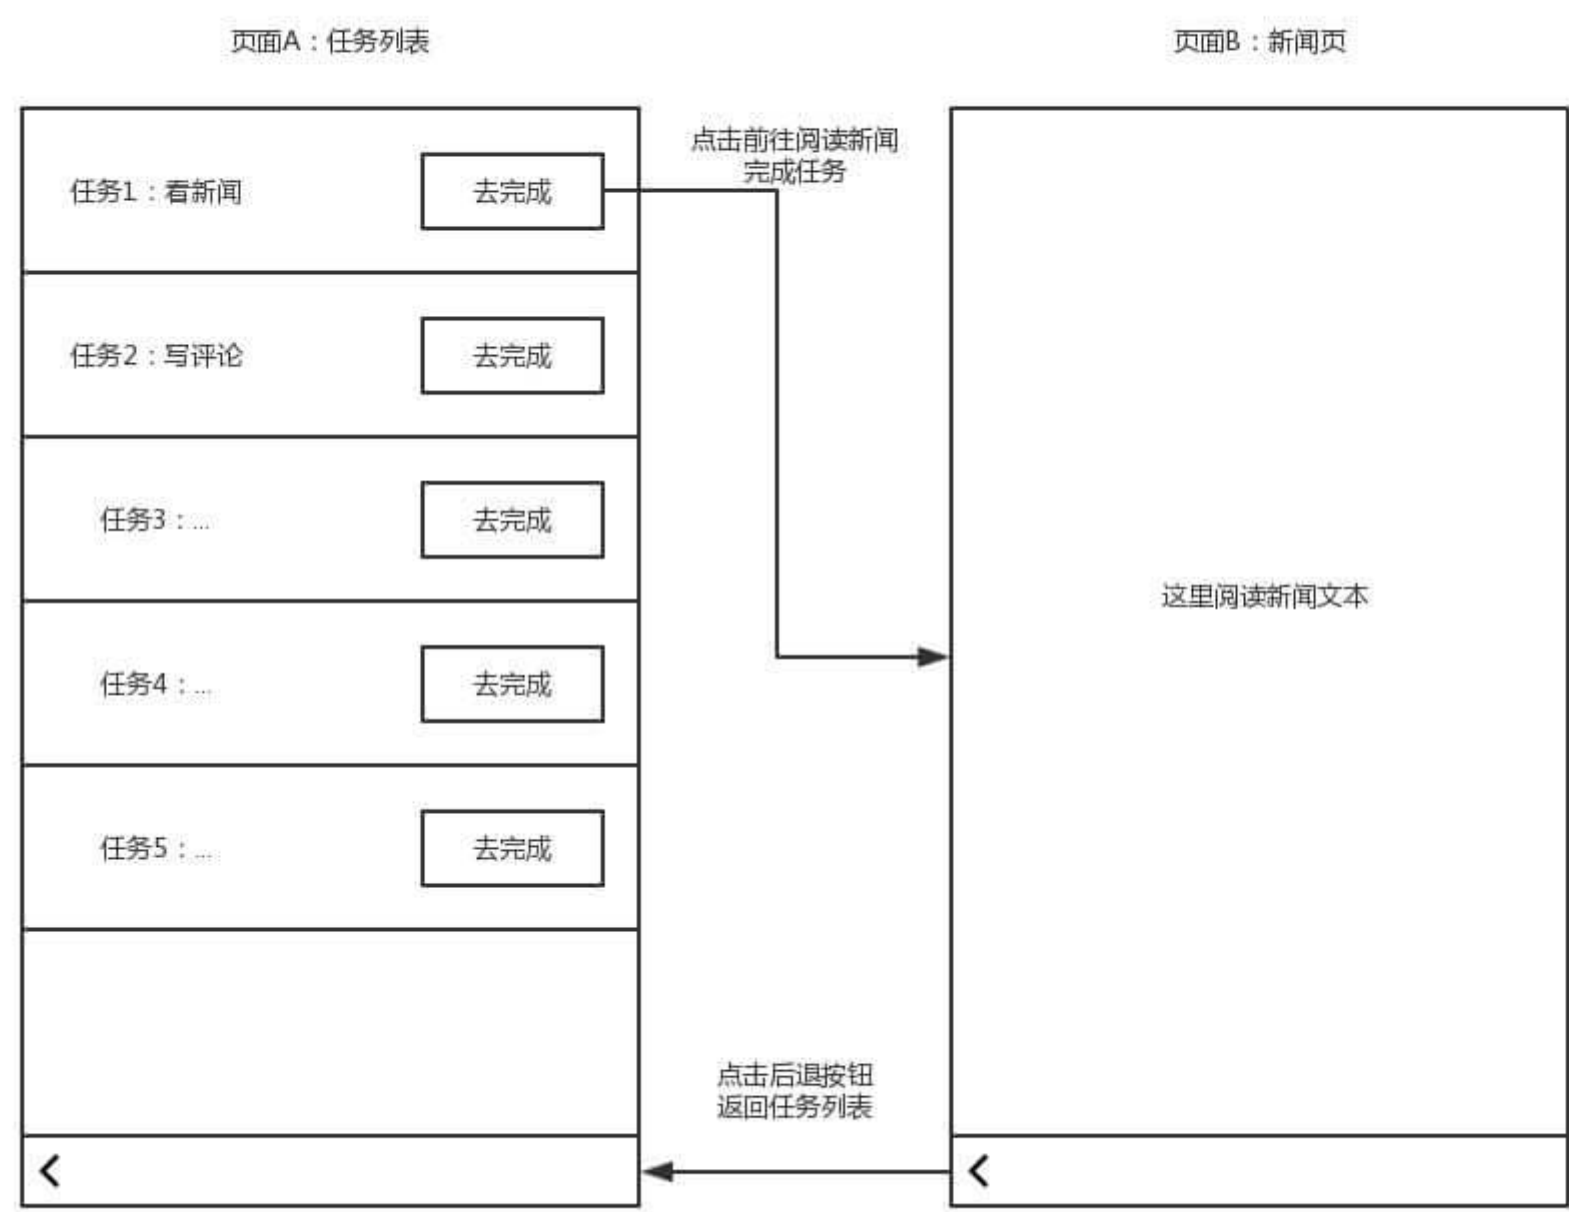 页面A：任务列表
页面B：新闻页
点击前往阅读新闻
完成任务
任务1：看新闻
去完成
任务2：写评论
去完成
任务3：...
去完成
这里阅读新闻文本
任务4：...
去完成
任务5：...
去完成
点击后退按钮
返回任务列表